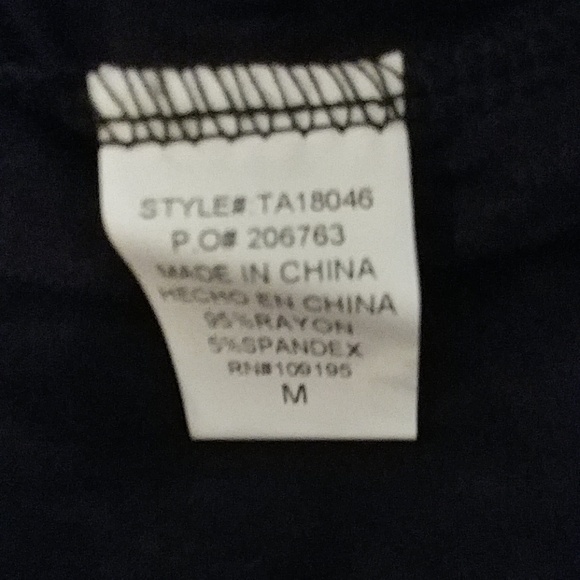 STYLE# TA18046
P.O# 206763
MADE IN CHINA
HECHO EN CHINA
95%RAYON
5%SPANDEX
RN#109195
M